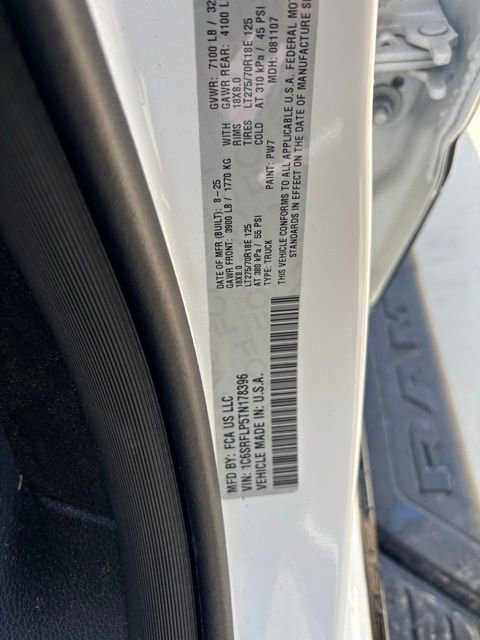 MFD BY: FCA US LLC
VIN: 1C6SRFLP5TN178396
VEHICLE MADE IN: U.S.A.
DATE OF MFR (BUILT): 8-25
GVWR: 7100 LB / 32
GAWR FRONT: 3900 LB / 1770 KG WITH GAWR REAR: 4100 L
18X8.0 RIMS 18X8.0
LT275/70R18E 125 TIRES LT275/70R18E 125
AT 380 kPa / 55 PSI COLD AT 310 kPa / 45 PSI
TYPE: TRUCK PAINT: PW7 MDH: 081107
THIS VEHICLE CONFORMS TO ALL APPLICABLE U.S.A. FEDERAL MOT
STANDARDS IN EFFECT ON THE DATE OF MANUFACTURE S
RAM